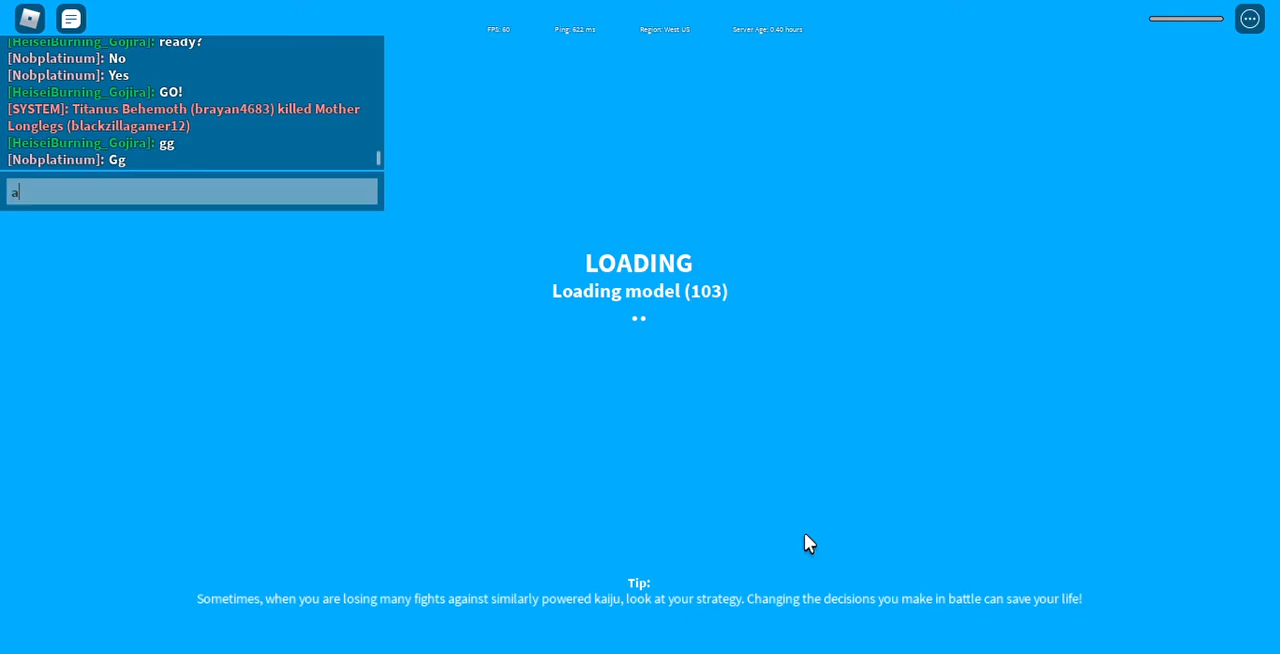 FPS: 60 Ping: 622 ms Region: West US Server Age: 0.40 hours
[HeiseiBurning_Gojira]: ready?
[Nobplatinum]: No
[Nobplatinum]: Yes
[HeiseiBurning_Gojira]: GO!
[SYSTEM]: Titanus Behemoth (brayan4683) killed Mother
Longlegs (blackzillagamer12)
[HeiseiBurning_Gojira]: gg
[Nobplatinum]: Gg
a
LOADING
Loading model (103)
..
Tip:
Sometimes, when you are losing many fights against similarly powered kaiju, look at your strategy. Changing the decisions you make in battle can save your life!